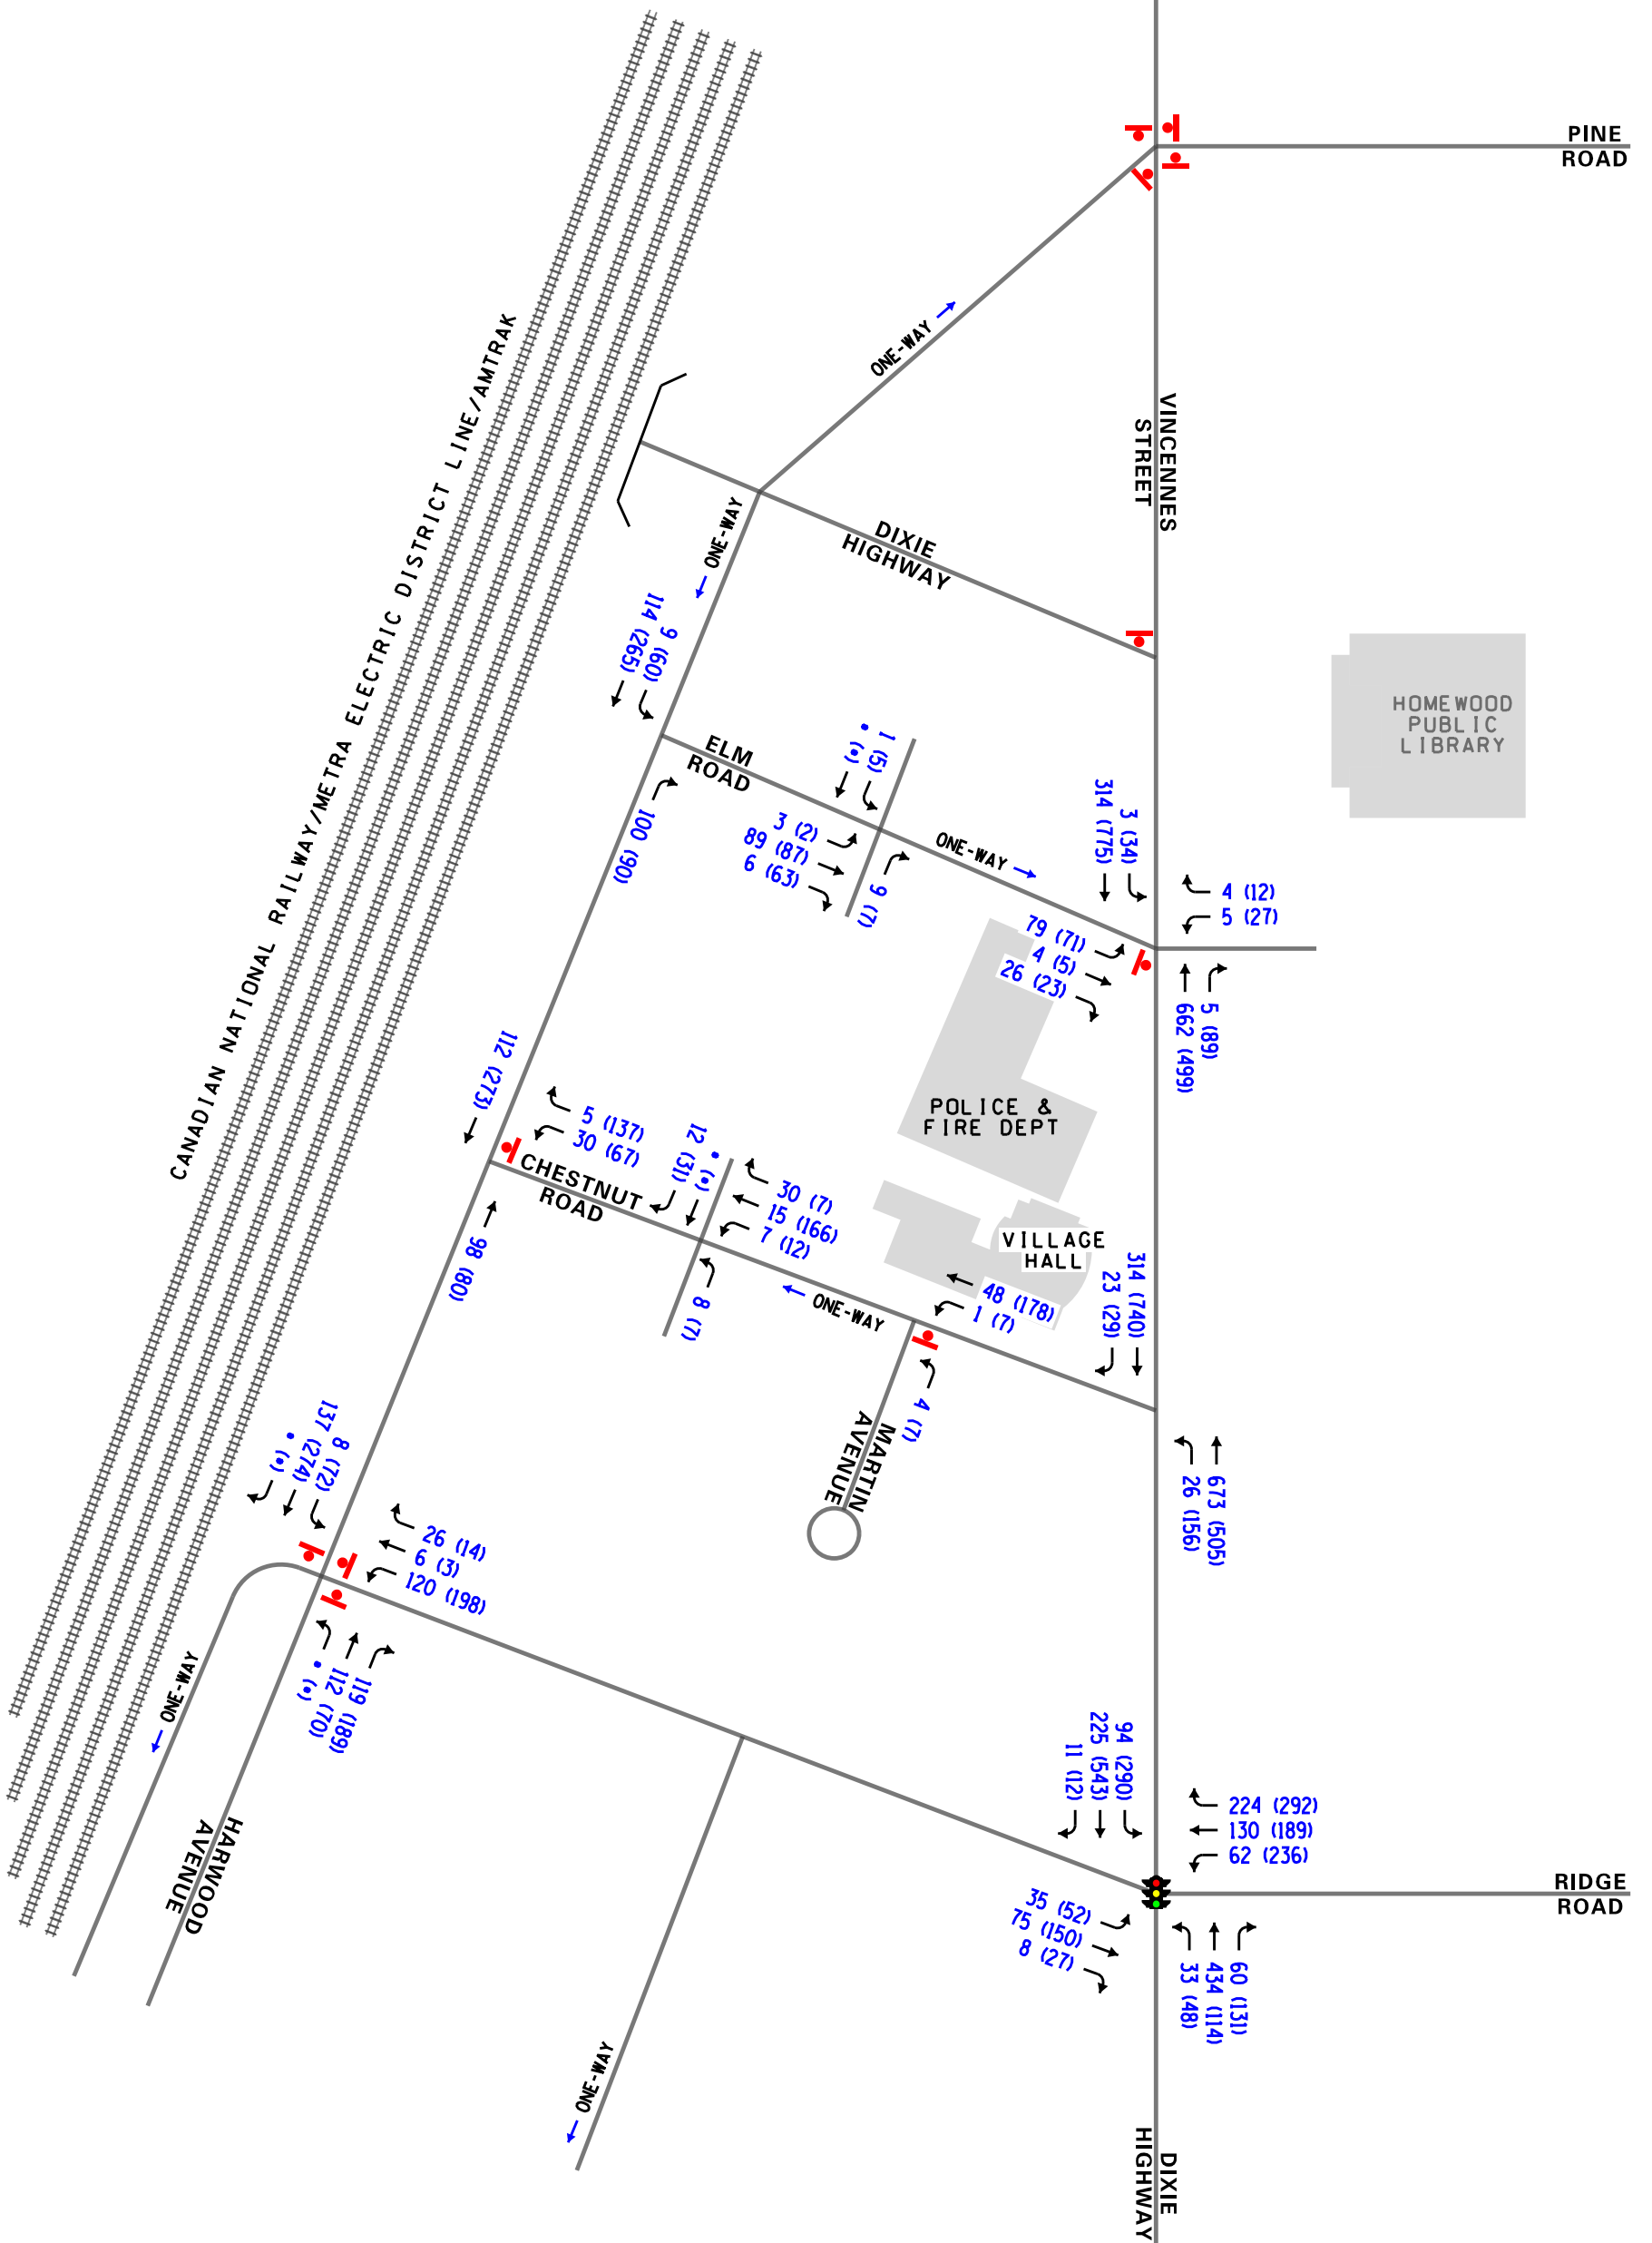 PINE
ROAD
ONE-WAY
CANADIAN NATIONAL RAILWAY/METRA ELECTRIC DISTRICT LINE/AMTRAK
VINCENNES
STREET
ONE-WAY
DIXIE
HIGHWAY
9 (60)
114 (265)
HOMEWOOD
PUBLIC
LIBRARY
ELM
ROAD
1 (5)
• (•)
100 (90)
3 (2)
89 (87)
6 (63)
9 (7)
ONE-WAY
3 (34)
314 (775)
4 (12)
5 (27)
79 (71)
4 (5)
26 (23)
5 (89)
662 (499)
POLICE &
FIRE DEPT
112 (273)
5 (137)
30 (67)
CHESTNUT
ROAD
• (•)
12 (31)
30 (7)
15 (166)
7 (12)
VILLAGE
HALL
48 (178)
1 (7)
314 (740)
23 (29)
98 (80)
8 (7)
ONE-WAY
4 (7)
MARTIN
AVENUE
673 (505)
26 (156)
8 (72)
137 (274)
• (•)
26 (14)
6 (3)
120 (198)
119 (189)
112 (70)
• (•)
ONE-WAY
HARWOOD
AVENUE
94 (290)
225 (543)
11 (12)
224 (292)
130 (189)
62 (236)
RIDGE
ROAD
35 (52)
75 (150)
8 (27)
60 (131)
434 (114)
33 (48)
ONE-WAY
DIXIE
HIGHWAY